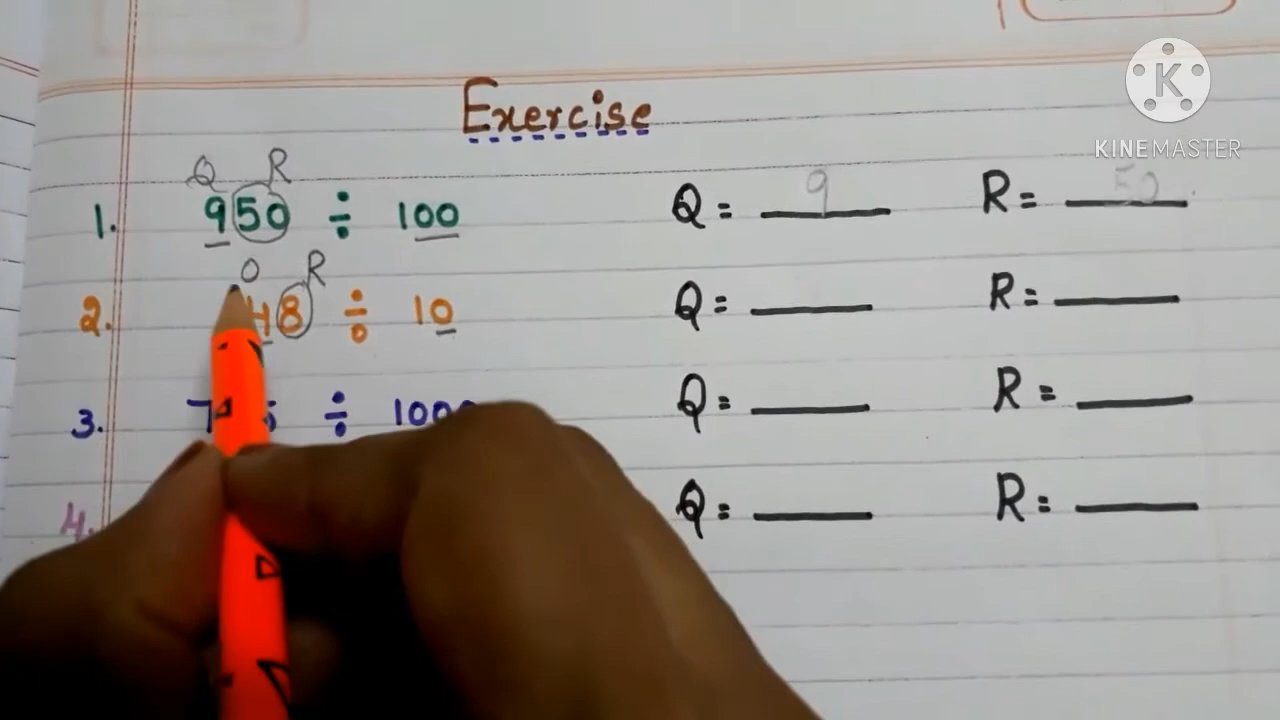 K
KINEMASTER
Exercise
Q R
1. 950 ÷ 100 Q = 9 R = 50
R
2. 48 ÷ 10 Q = R =
3. ÷ Q = R =
4. Q = R =